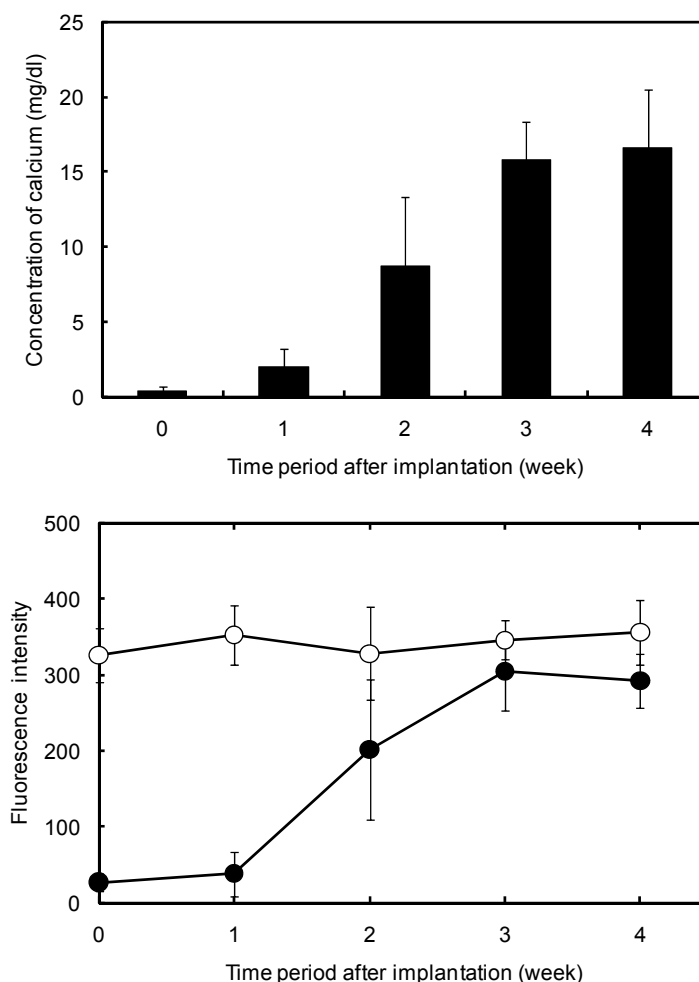 25
20
15
10
5
0
Concentration of calcium (mg/dl)
0 1 2 3 4
Time period after implantation (week)
500
400
300
200
100
0
Fluorescence intensity
0 1 2 3 4
Time period after implantation (week)